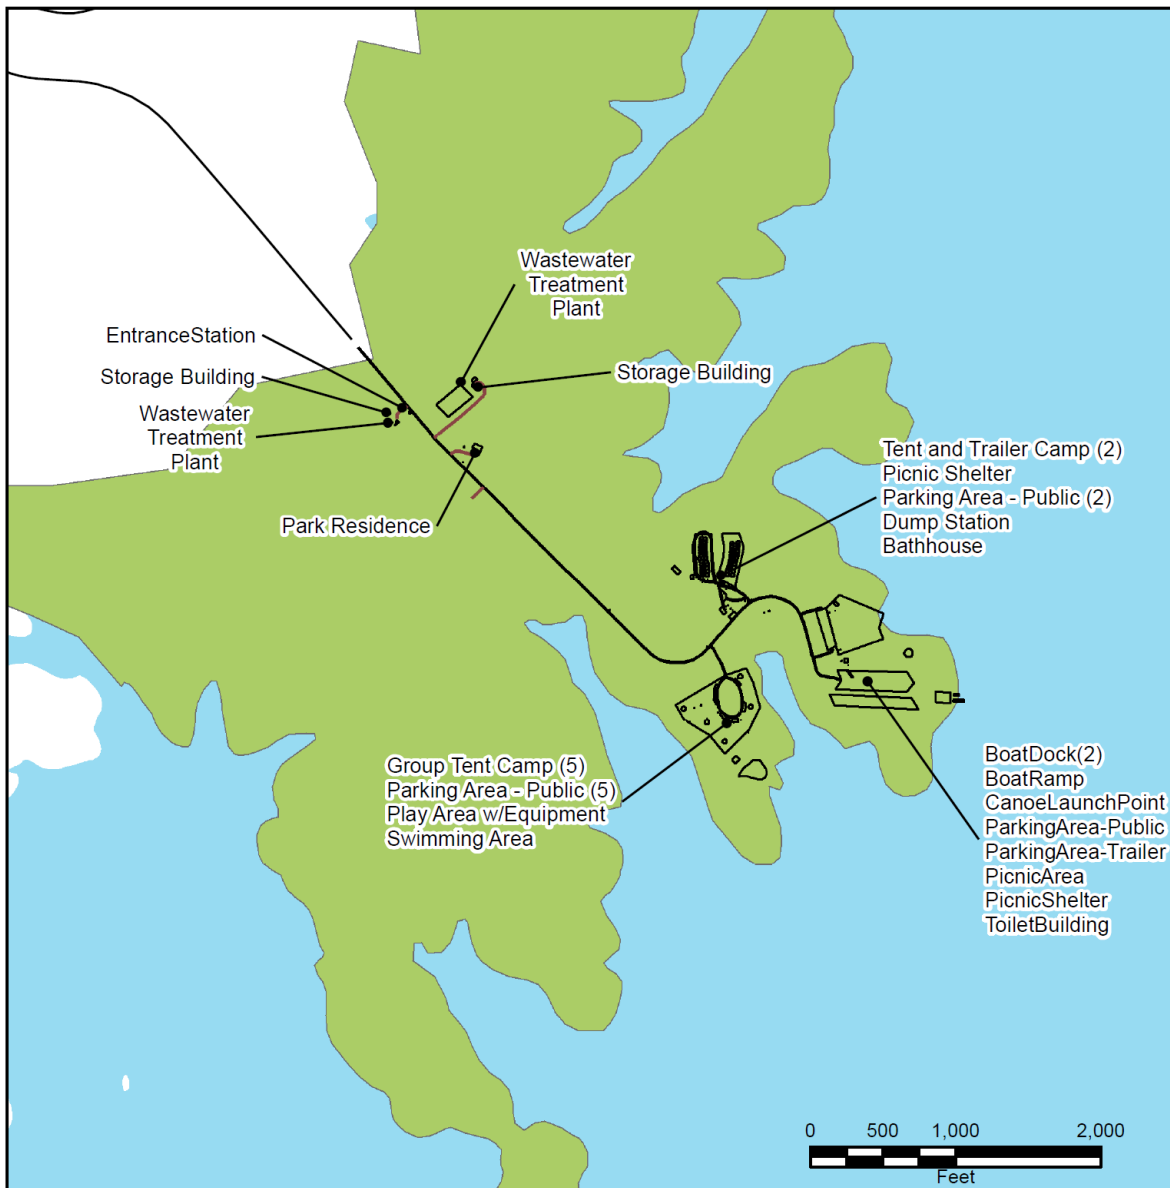 Wastewater
Treatment
Plant
EntranceStation
Storage Building
Storage Building
Wastewater
Treatment
Plant
Park Residence
Tent and Trailer Camp (2)
Picnic Shelter
Parking Area - Public (2)
Dump Station
Bathhouse
Group Tent Camp (5)
Parking Area - Public (5)
Play Area w/Equipment
Swimming Area
BoatDock(2)
BoatRamp
CanoeLaunchPoint
ParkingArea-Public
ParkingArea-Trailer
PicnicArea
PicnicShelter
ToiletBuilding
0 500 1,000 2,000
Feet